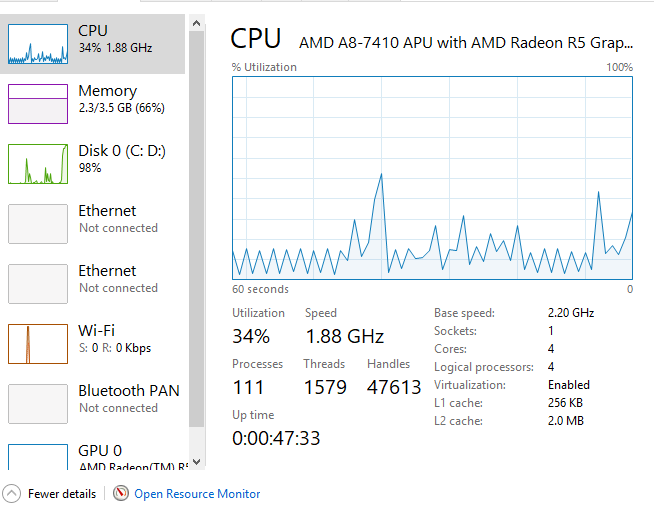 CPU
34% 1.88 GHz
Memory
2.3/3.5 GB (66%)
Disk 0 (C: D:)
98%
Ethernet
Not connected
Ethernet
Not connected
Wi-Fi
S: 0 R: 0 Kbps
Bluetooth PAN
Not connected
GPU 0
AMD Radeon(TM) R5
CPU
AMD A8-7410 APU with AMD Radeon R5 Grap...
% Utilization 100%
60 seconds 0
Utilization Speed
34% 1.88 GHz
Processes Threads Handles
111 1579 47613
Up time
0:00:47:33
Base speed: 2.20 GHz
Sockets: 1
Cores: 4
Logical processors: 4
Virtualization: Enabled
L1 cache: 256 KB
L2 cache: 2.0 MB
Fewer details
Open Resource Monitor